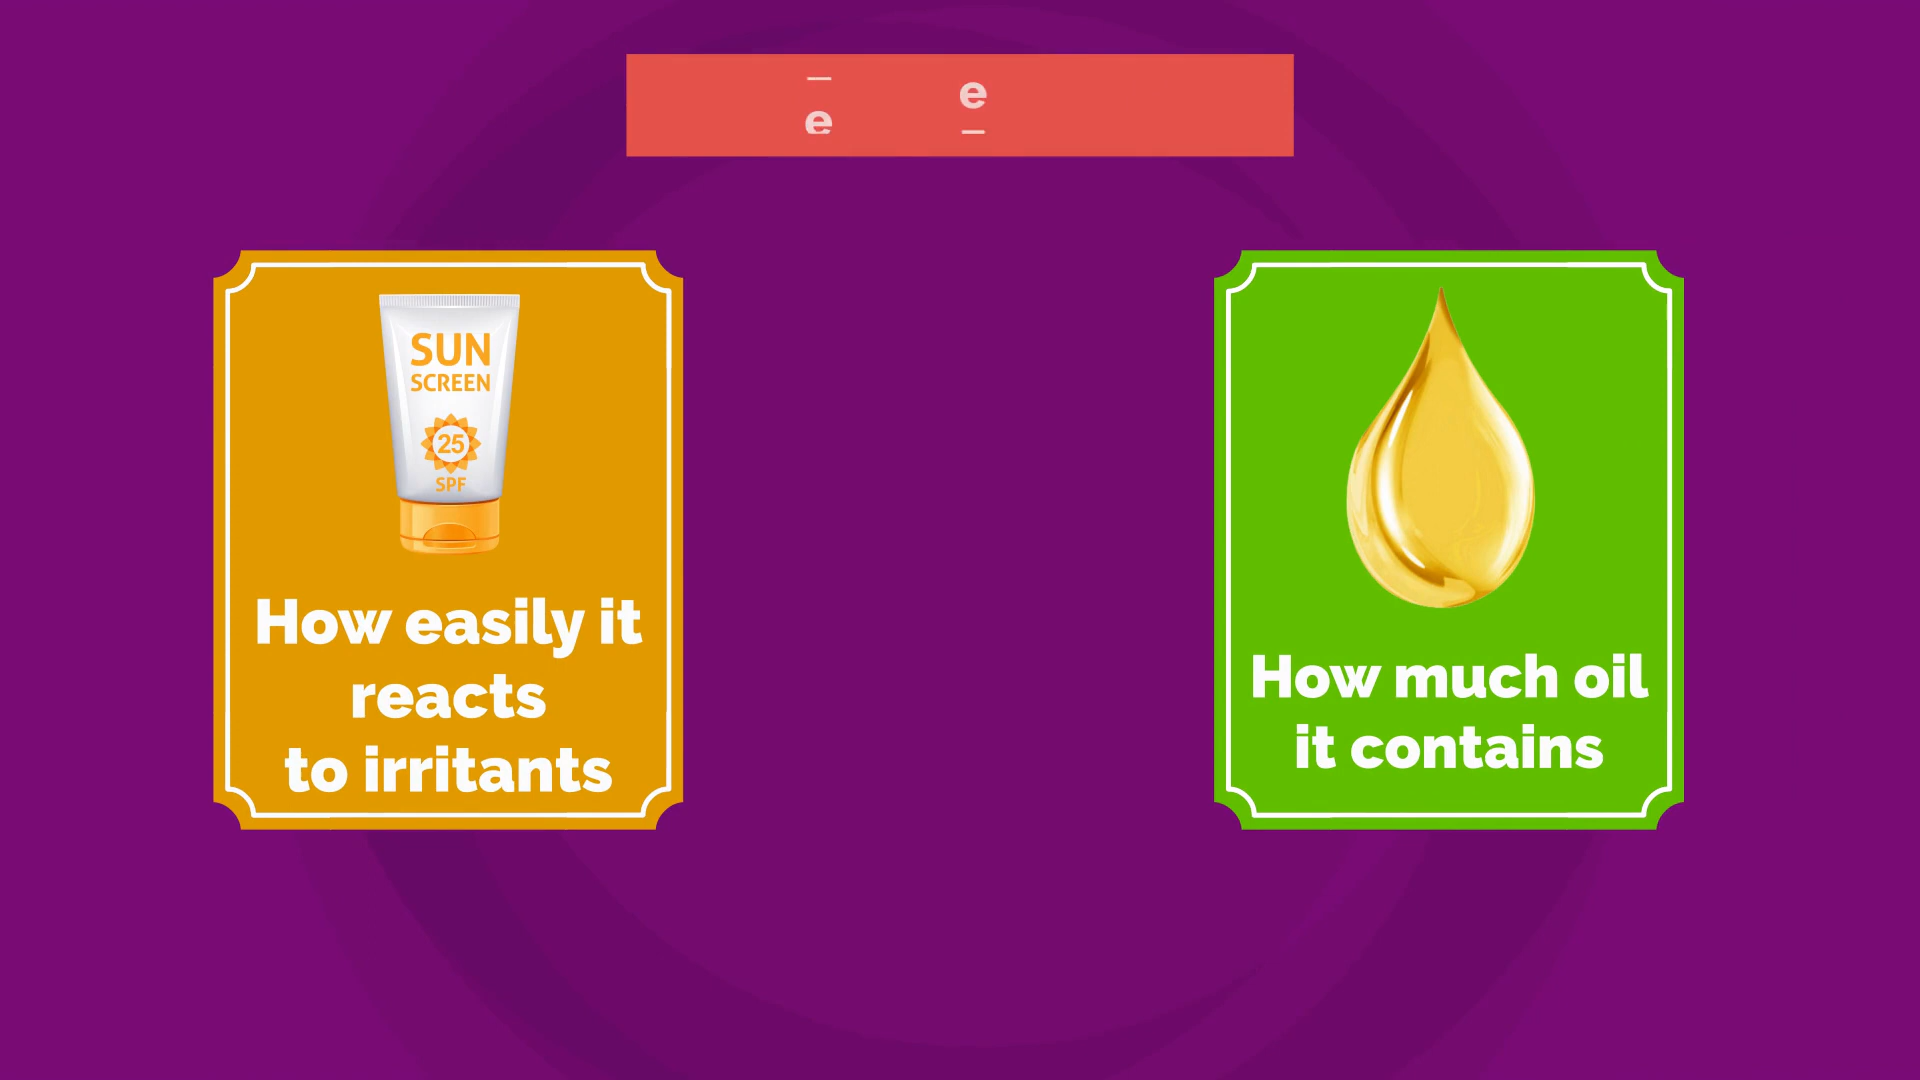 SUN
SCREEN
25
SPF
How easily it
reacts
to irritants
How much oil
it contains